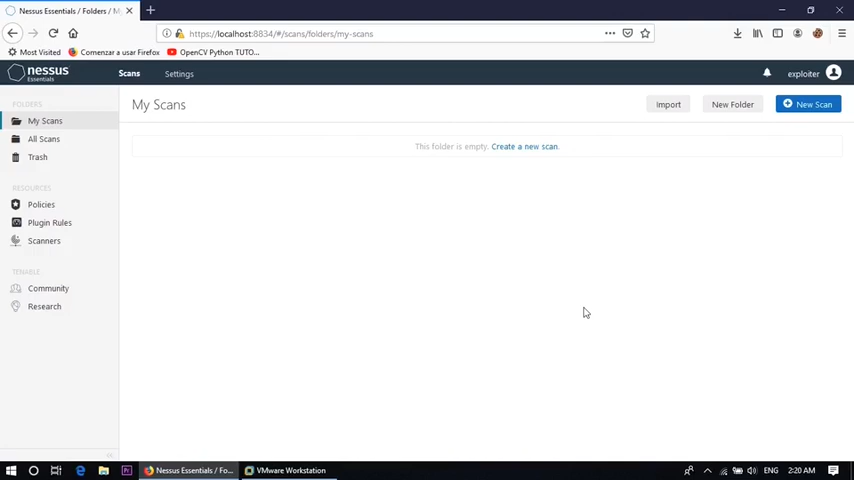 Nessus Essentials / Folders / M
https://localhost:8834/#/scans/folders/my-scans
Most Visited Comenzar a usar Firefox OpenCV Python TUTO...
nessus Essentials Scans Settings exploiter
FOLDERS
My Scans
All Scans
Trash
RESOURCES
Policies
Plugin Rules
Scanners
TENABLE
Community
Research
My Scans Import New Folder New Scan
This folder is empty. Create a new scan.
Nessus Essentials / Fo... VMware Workstation ENG 2:20 AM